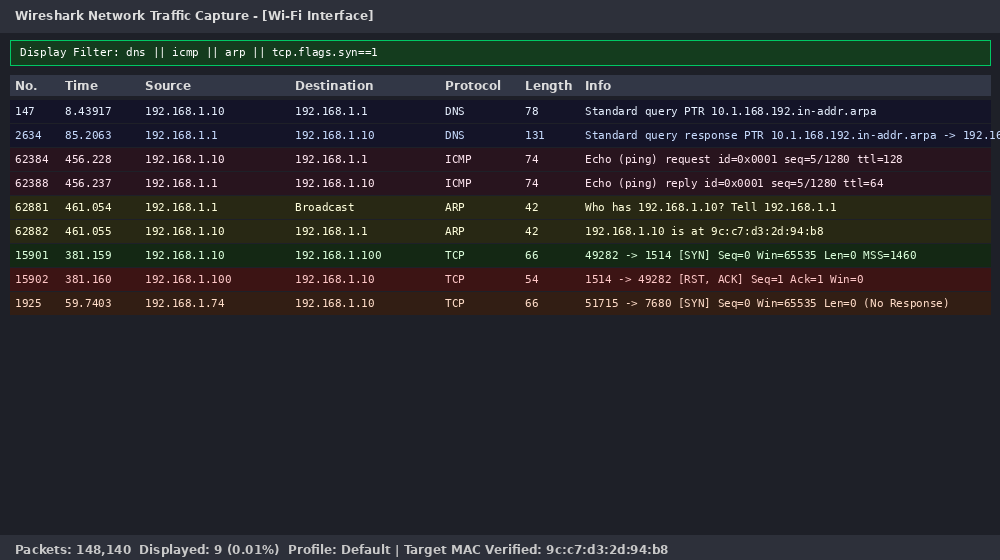 Wireshark Network Traffic Capture - [Wi-Fi Interface]
Display Filter: dns || icmp || arp || tcp.flags.syn==1
No. Time Source Destination Protocol Length Info
147 8.43917 192.168.1.10 192.168.1.1 DNS 78 Standard query PTR 10.1.168.192.in-addr.arpa
2634 85.2063 192.168.1.1 192.168.1.10 DNS 131 Standard query response PTR 10.1.168.192.in-addr.arpa -> 192.16
62384 456.228 192.168.1.10 192.168.1.1 ICMP 74 Echo (ping) request id=0x0001 seq=5/1280 ttl=128
62388 456.237 192.168.1.1 192.168.1.10 ICMP 74 Echo (ping) reply id=0x0001 seq=5/1280 ttl=64
62881 461.054 192.168.1.1 Broadcast ARP 42 Who has 192.168.1.10? Tell 192.168.1.1
62882 461.055 192.168.1.10 192.168.1.1 ARP 42 192.168.1.10 is at 9c:c7:d3:2d:94:b8
15901 381.159 192.168.1.10 192.168.1.100 TCP 66 49282 -> 1514 [SYN] Seq=0 Win=65535 Len=0 MSS=1460
15902 381.160 192.168.1.100 192.168.1.10 TCP 54 1514 -> 49282 [RST, ACK] Seq=1 Ack=1 Win=0
1925 59.7403 192.168.1.74 192.168.1.10 TCP 66 51715 -> 7680 [SYN] Seq=0 Win=65535 Len=0 (No Response)
Packets: 148,140 Displayed: 9 (0.01%) Profile: Default | Target MAC Verified: 9c:c7:d3:2d:94:b8